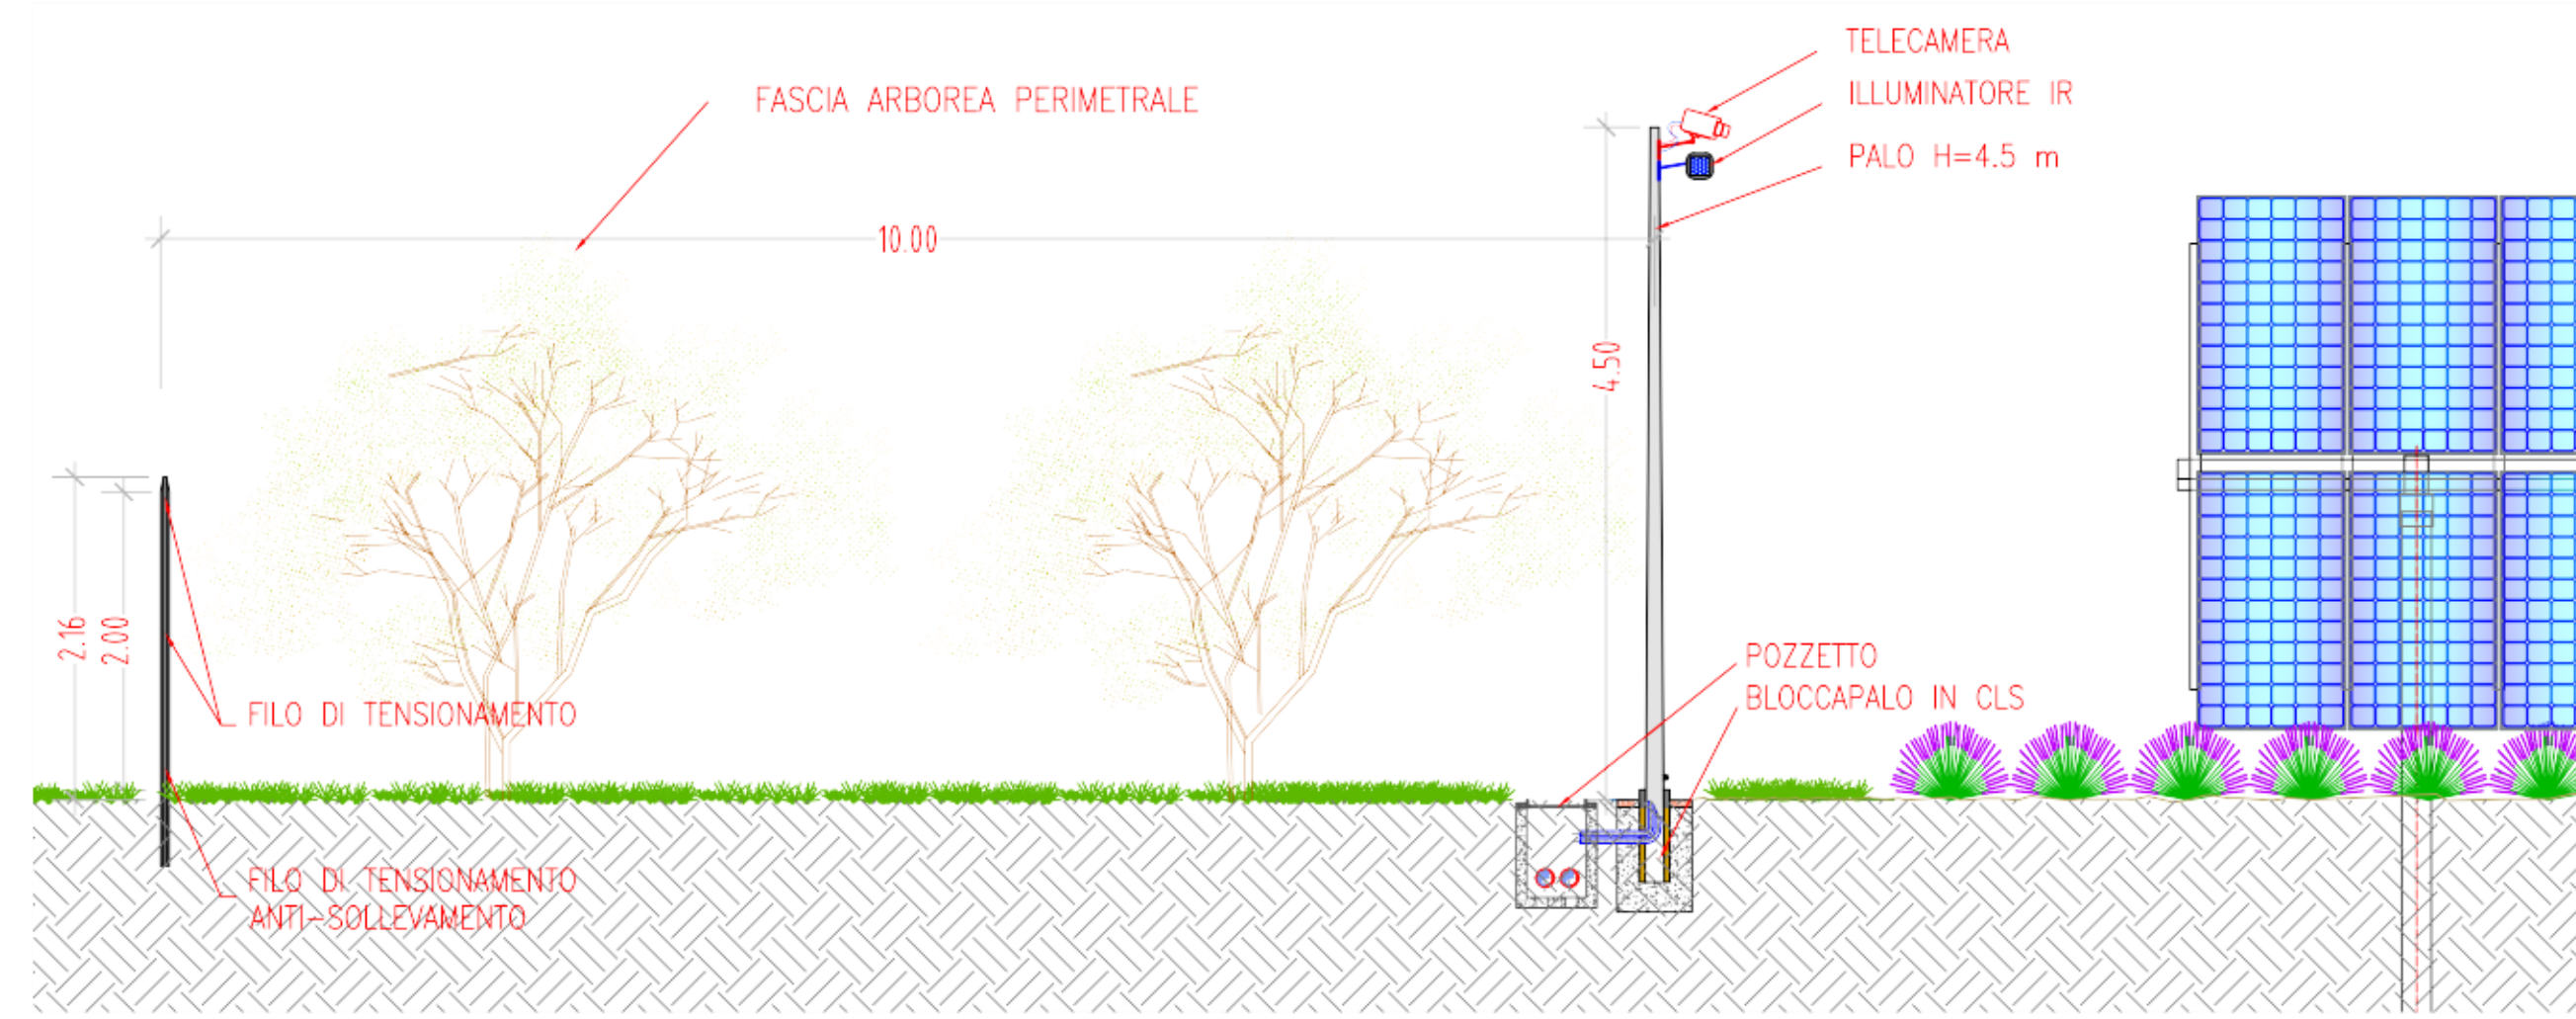 TELECAMERA
FASCIA ARBOREA PERIMETRALE
ILLUMINATORE IR
PALO H=4.5 m
10.00
4.50
2.16
2.00
POZZETTO
BLOCCAPALO IN CLS
FILO DI TENSIONAMENTO
FILO DI TENSIONAMENTO
ANTI-SOLLEVAMENTO